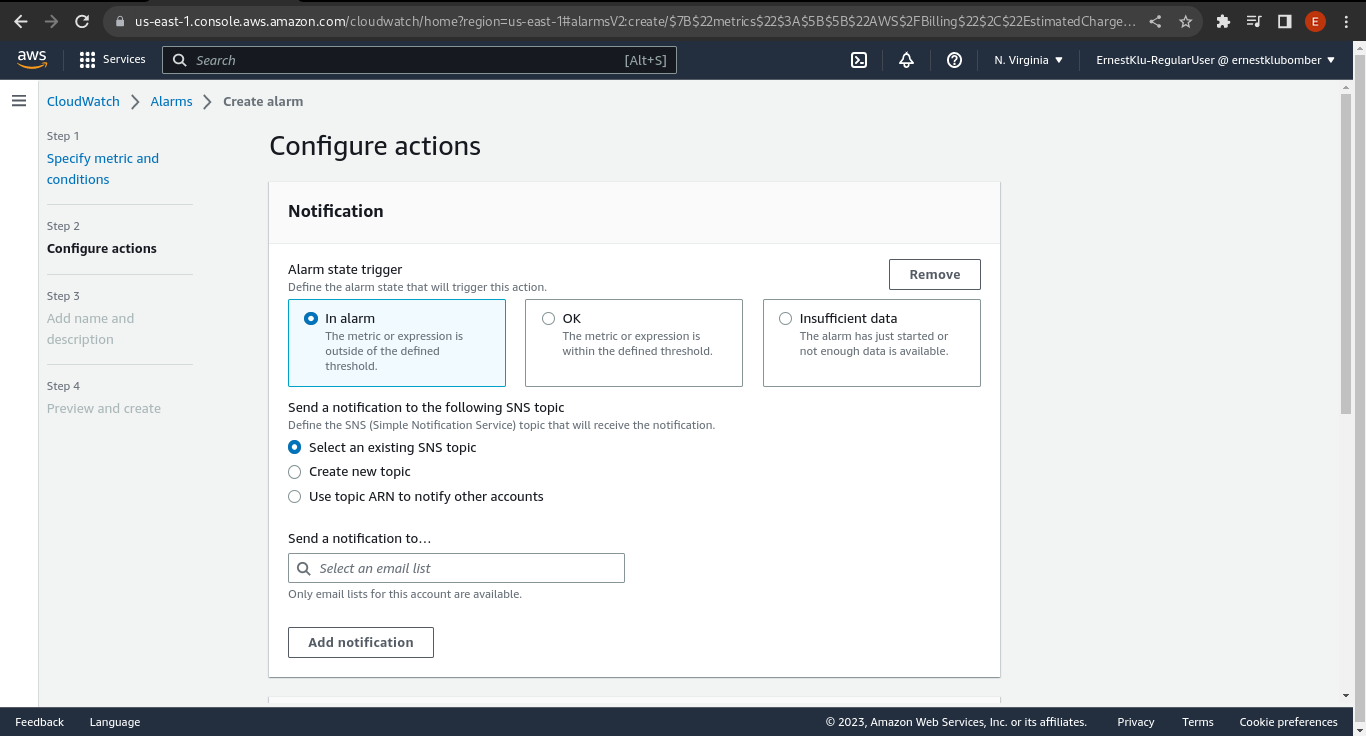 us-east-1.console.aws.amazon.com/cloudwatch/home?region=us-east-1#alarmsV2:create/$7B$22metrics$22$3A$5B$5B$22AWS$2FBilling$22$2C$22EstimatedCharge…
E
aws
Services
Search [Alt+S]
N. Virginia
ErnestKlu-RegularUser @ ernestklubomber
CloudWatch
Alarms
Create alarm
Step 1
Specify metric and
conditions
Step 2
Configure actions
Step 3
Add name and
description
Step 4
Preview and create
Configure actions
Notification
Alarm state trigger
Define the alarm state that will trigger this action.
Remove
In alarm
The metric or expression is
outside of the defined
threshold.
OK
The metric or expression is
within the defined threshold.
Insufficient data
The alarm has just started or
not enough data is available.
Send a notification to the following SNS topic
Define the SNS (Simple Notification Service) topic that will receive the notification.
Select an existing SNS topic
Create new topic
Use topic ARN to notify other accounts
Send a notification to…
Select an email list
Only email lists for this account are available.
Add notification
Feedback
Language
© 2023, Amazon Web Services, Inc. or its affiliates.
Privacy
Terms
Cookie preferences